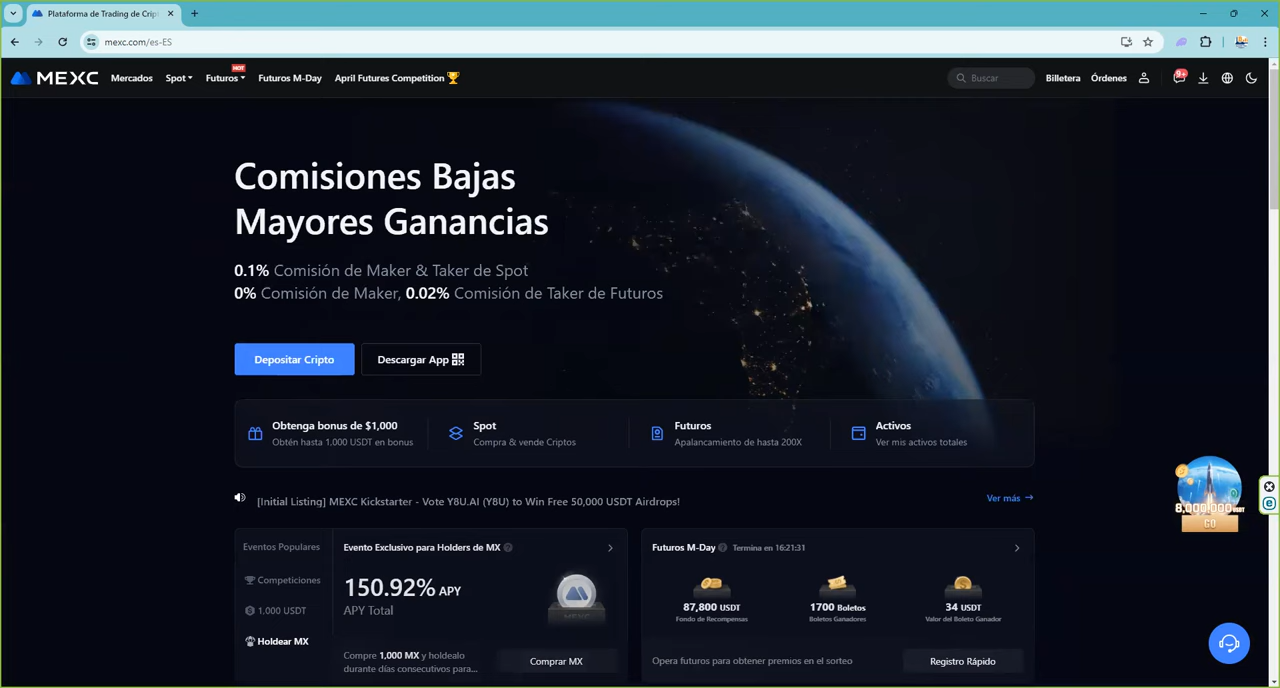 Plataforma de Trading de Crip
mexc.com/es-ES
MEXC Mercados Spot Futuros HOT Futuros M-Day April Futures Competition Buscar Billetera Órdenes 9+
Comisiones Bajas
Mayores Ganancias
0.1% Comisión de Maker & Taker de Spot
0% Comisión de Maker, 0.02% Comisión de Taker de Futuros
Depositar Cripto Descargar App
Obtenga bonus de $1,000
Obtén hasta 1.000 USDT en bonus
Spot
Compra & vende Criptos
Futuros
Apalancamiento de hasta 200X
Activos
Ver mis activos totales
[Initial Listing] MEXC Kickstarter - Vote Y8U.AI (Y8U) to Win Free 50,000 USDT Airdrops!
Ver más →
8,000,000 USDT
GO
Eventos Populares
Competiciones
1,000 USDT
Holdear MX
Evento Exclusivo para Holders de MX
150.92% APY
APY Total
MEXC
Compre 1,000 MX y holdealo
durante días consecutivos para...
Comprar MX
Futuros M-Day Termina en 16:21:31
87,800 USDT
Fondo de Recompensas
1700 Boletos
Boletos Ganadores
34 USDT
Valor del Boleto Ganador
Opera futuros para obtener premios en el sorteo
Registro Rápido